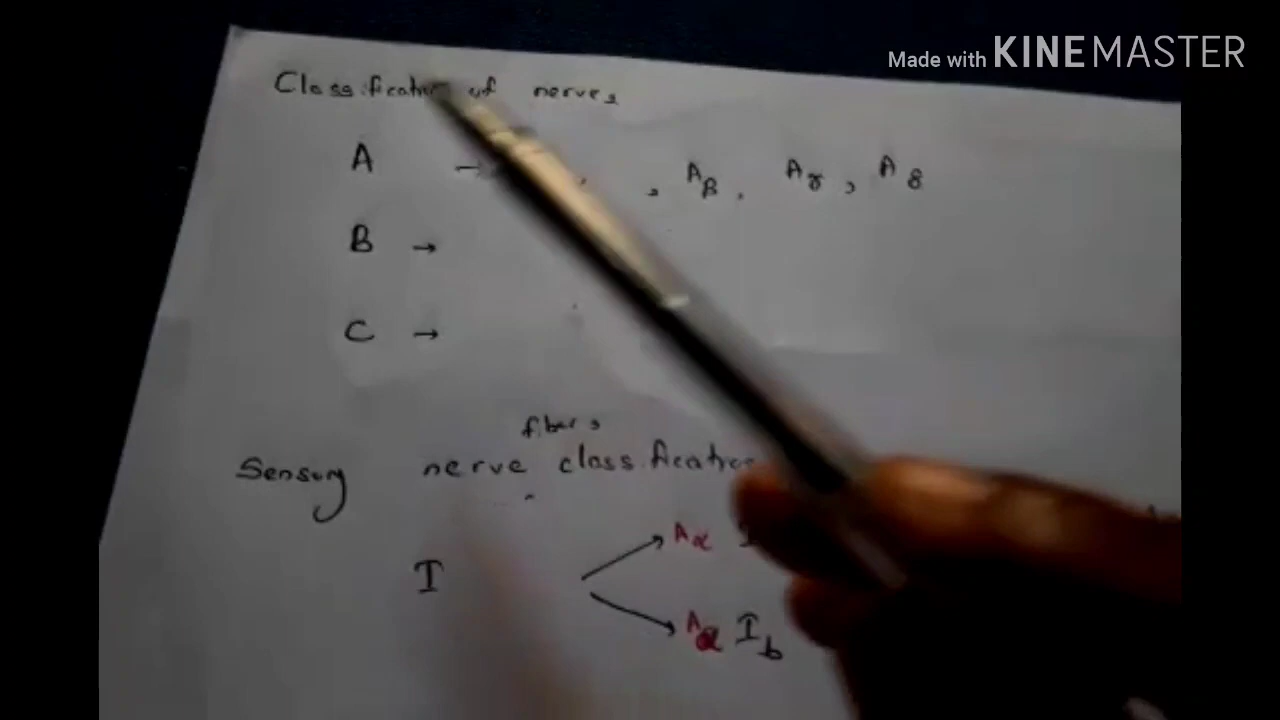 Made with KINEMASTER
Classification of nerves
A → , Aβ, Aγ, Aδ
B →
C →
fibers
Sensory nerve classification
I
Aα I
Aα Ib